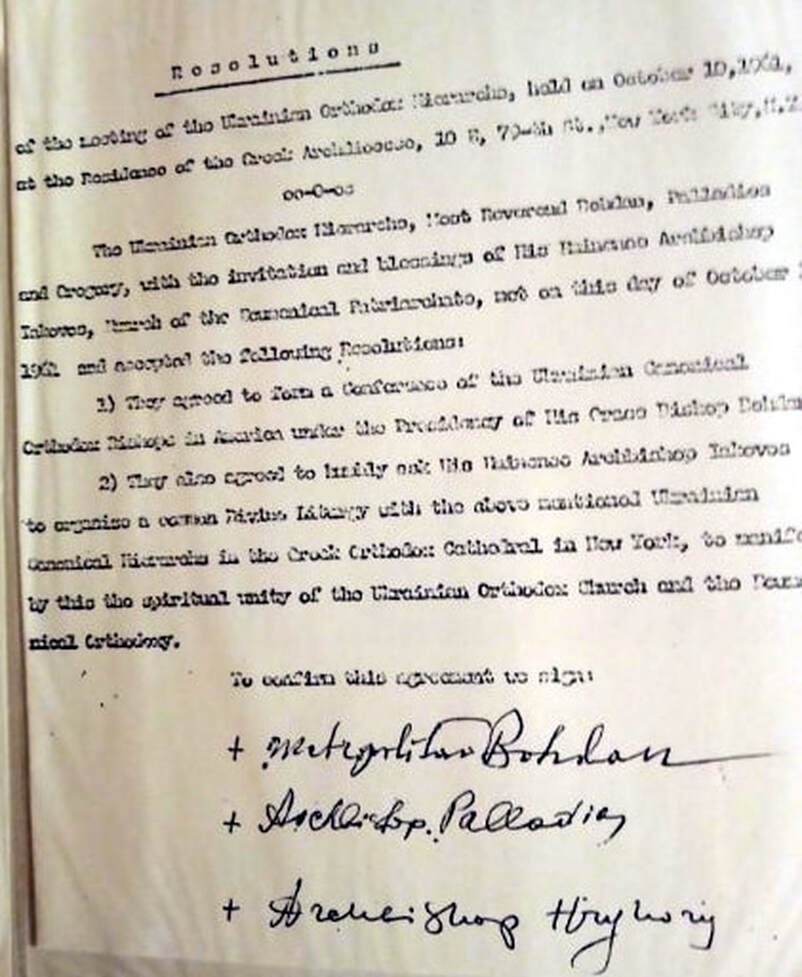 Resolutions
of the Meeting of the Ukrainian Orthodox Hierarchs, held on October 10,1961,
at the Residence of the Greek Archdiocese, 10 E, 79-th St.,New York City,N.Y.
oo-O-oo
The Ukrainian Orthodox Hierarchs, Most Reverend Bohdan, Palladios
and Gregory, with the invitation and blessings of His Eminence Archbishop
Iakovos, Exarch of the Ecumenical Patriarchate, met on this day of October
1961 and accepted the following Resolutions:
1) They agreed to form a Conference of the Ukrainian Canonical
Orthodox Bishops in America under the Presidency of His Grace Bishop Bohdan
2) They also agreed to kindly ask His Eminence Archbishop Iakovos
to organise a common Divine Liturgy with the above mentional Ukrainian
Canonical Hierarchs in the Greek Orthodox Cathedral in New York, to manife
by this the spiritual unity of the Ukrainian Orthodox Church and the Ecume
nical Orthodoxy.
To confirm this agreement we sign:
+ Metropolitan Bohdan
+ Archbishop. Palladiy
+ Archbishop Hryhoriy